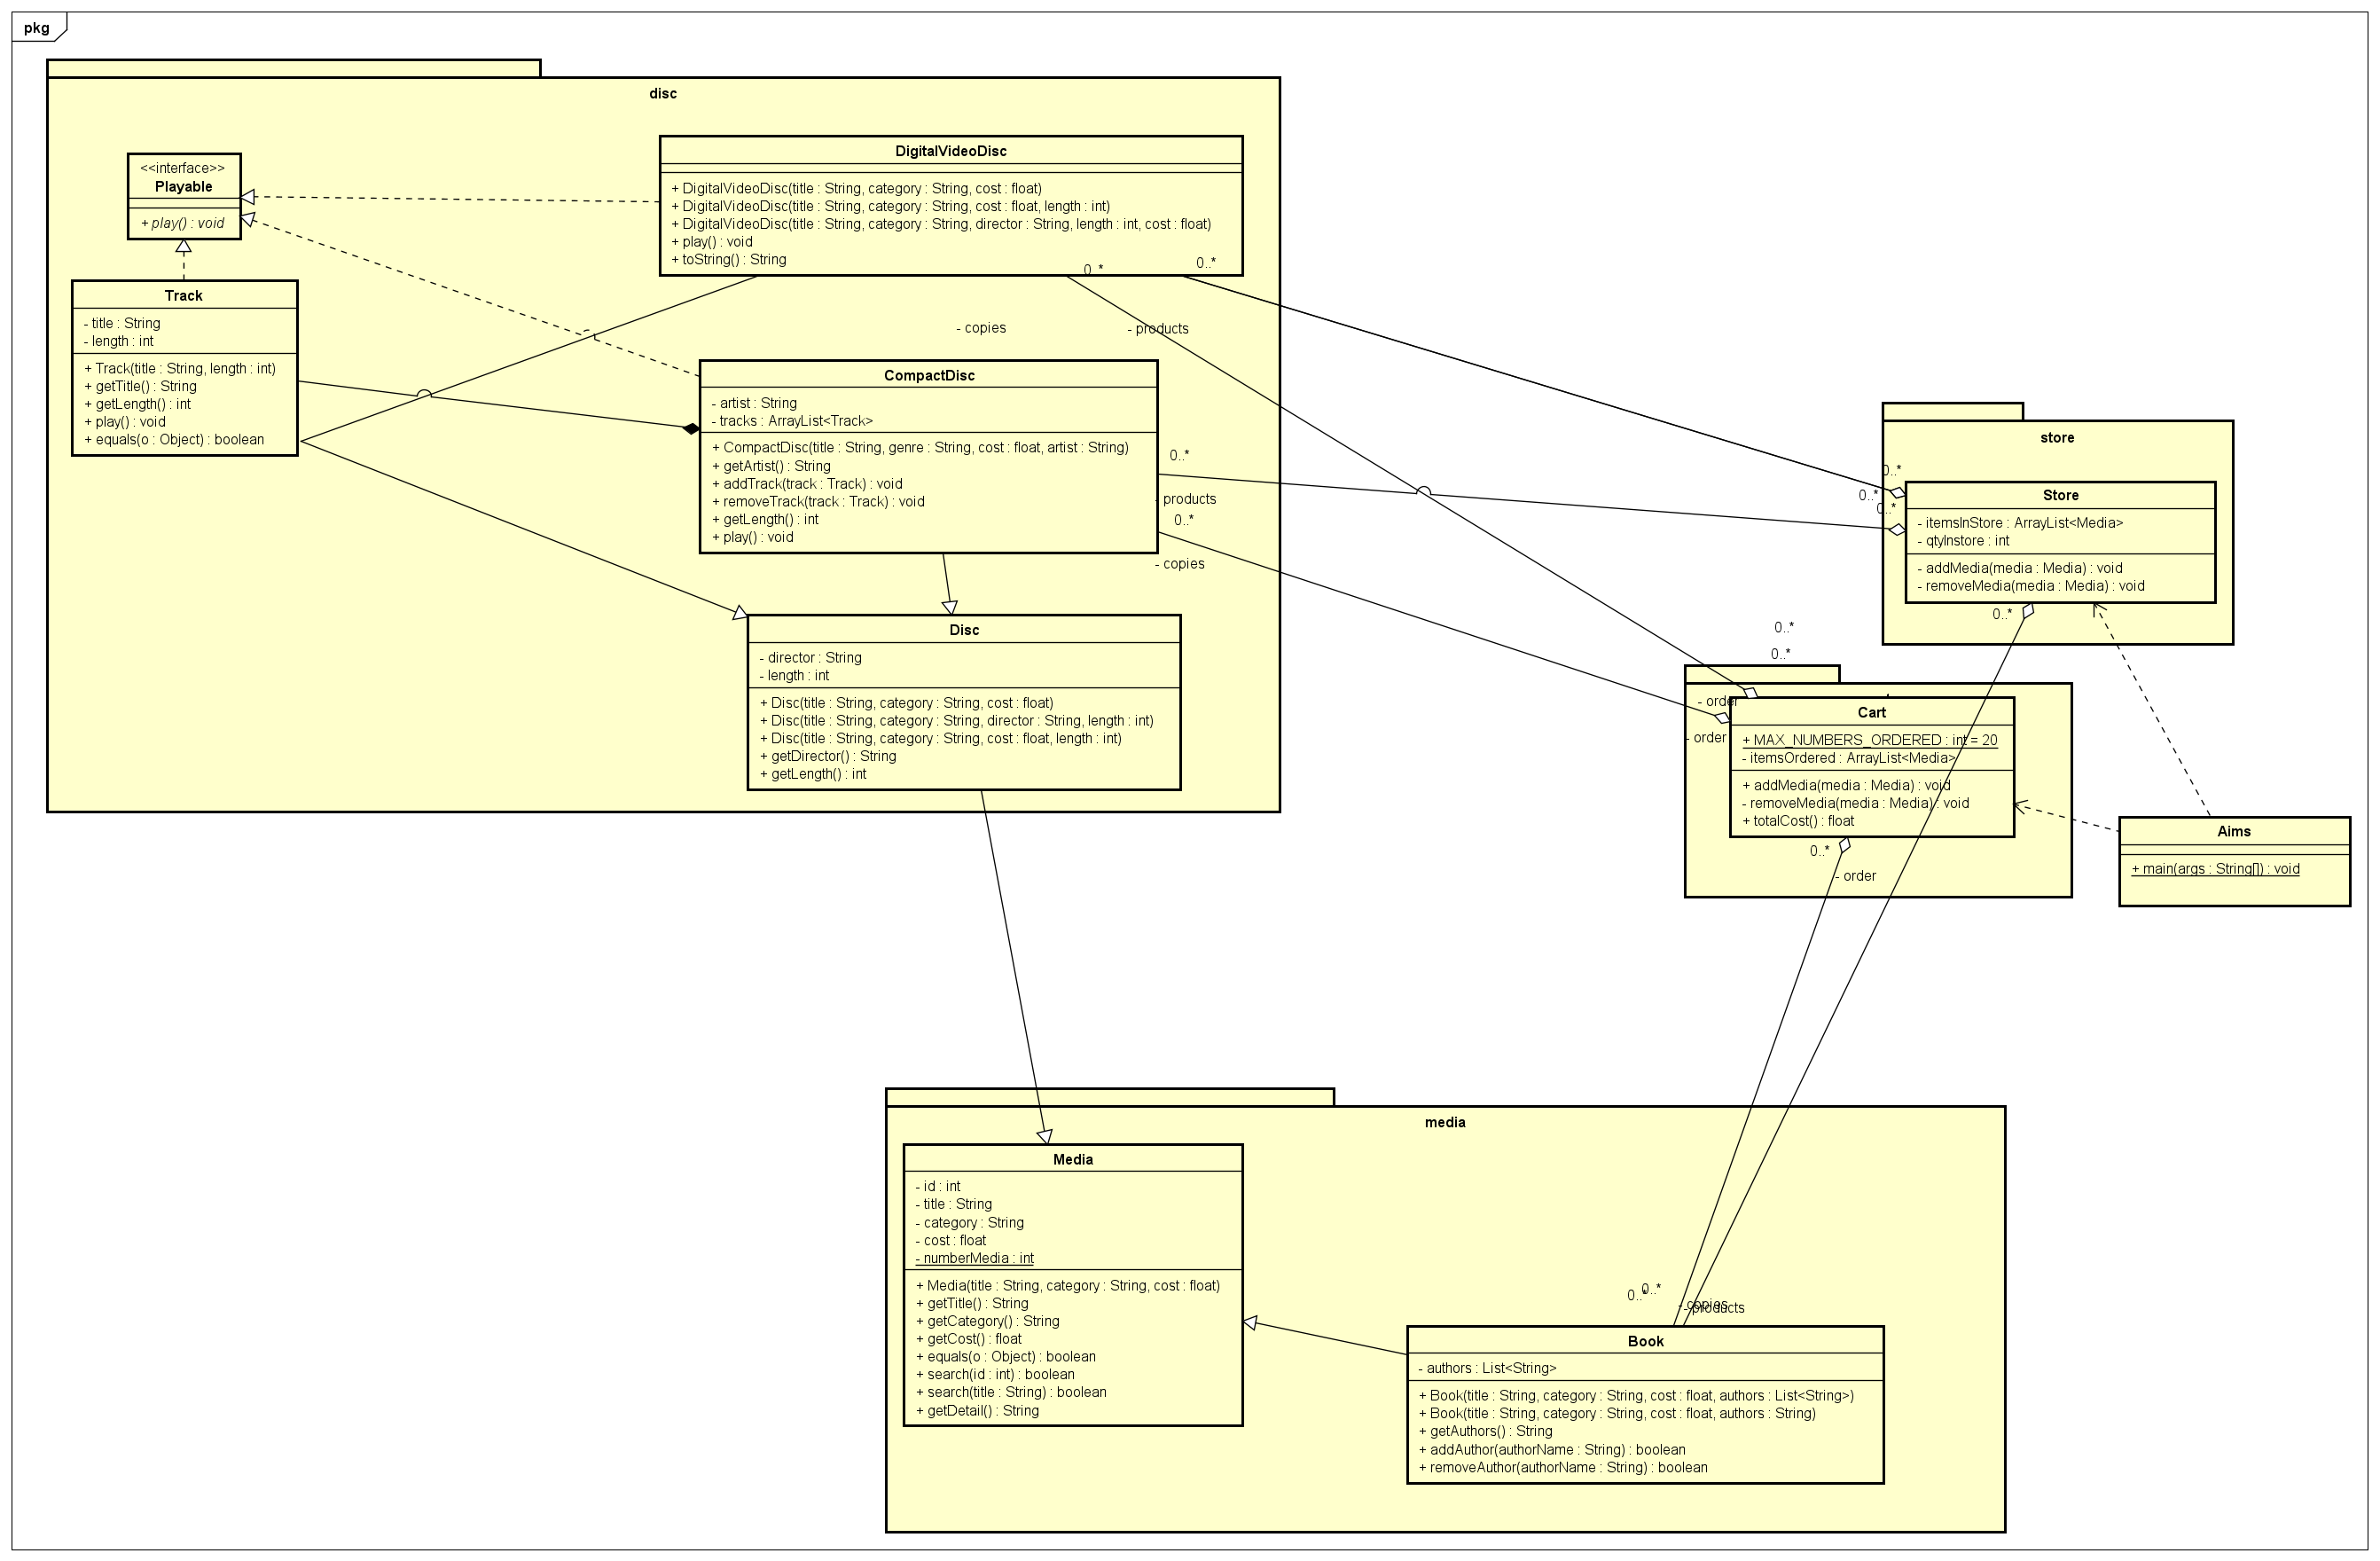 pkg
disc
<<interface>>
Playable
+ play() : void
DigitalVideoDisc
+ DigitalVideoDisc(title : String, category : String, cost : float)
+ DigitalVideoDisc(title : String, category : String, cost : float, length : int)
+ DigitalVideoDisc(title : String, category : String, director : String, length : int, cost : float)
+ play() : void
+ toString() : String
0..*
0..*
- copies
- products
Track
- title : String
- length : int
+ Track(title : String, length : int)
+ getTitle() : String
+ getLength() : int
+ play() : void
+ equals(o : Object) : boolean
CompactDisc
- artist : String
- tracks : ArrayList<Track>
+ CompactDisc(title : String, genre : String, cost : float, artist : String)
+ getArtist() : String
+ addTrack(track : Track) : void
+ removeTrack(track : Track) : void
+ getLength() : int
+ play() : void
0..*
- products
0..*
- copies
Disc
- director : String
- length : int
+ Disc(title : String, category : String, cost : float)
+ Disc(title : String, category : String, director : String, length : int)
+ Disc(title : String, category : String, cost : float, length : int)
+ getDirector() : String
+ getLength() : int
store
0..*
0..*
0..*
Store
- itemsInStore : ArrayList<Media>
- qtyInstore : int
- addMedia(media : Media) : void
- removeMedia(media : Media) : void
0..*
0..*
0..*
- order
- order
Cart
+ MAX_NUMBERS_ORDERED : int = 20
- itemsOrdered : ArrayList<Media>
+ addMedia(media : Media) : void
- removeMedia(media : Media) : void
+ totalCost() : float
0..*
- order
Aims
+ main(args : String[]) : void
media
Media
- id : int
- title : String
- category : String
- cost : float
- numberMedia : int
+ Media(title : String, category : String, cost : float)
+ getTitle() : String
+ getCategory() : String
+ getCost() : float
+ equals(o : Object) : boolean
+ search(id : int) : boolean
+ search(title : String) : boolean
+ getDetail() : String
0..*
0..*
- copies
- products
Book
- authors : List<String>
+ Book(title : String, category : String, cost : float, authors : List<String>)
+ Book(title : String, category : String, cost : float, authors : String)
+ getAuthors() : String
+ addAuthor(authorName : String) : boolean
+ removeAuthor(authorName : String) : boolean